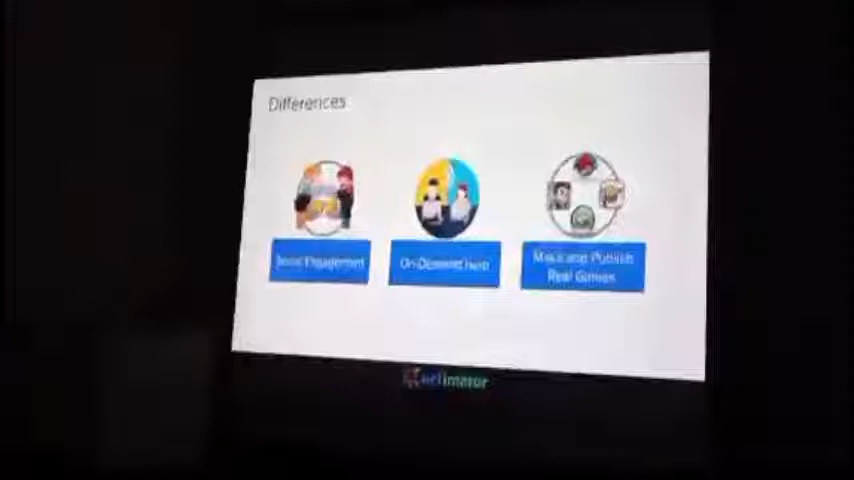 Differences
Social Engagement
On-Demand Help
Make and Publish
Real Games